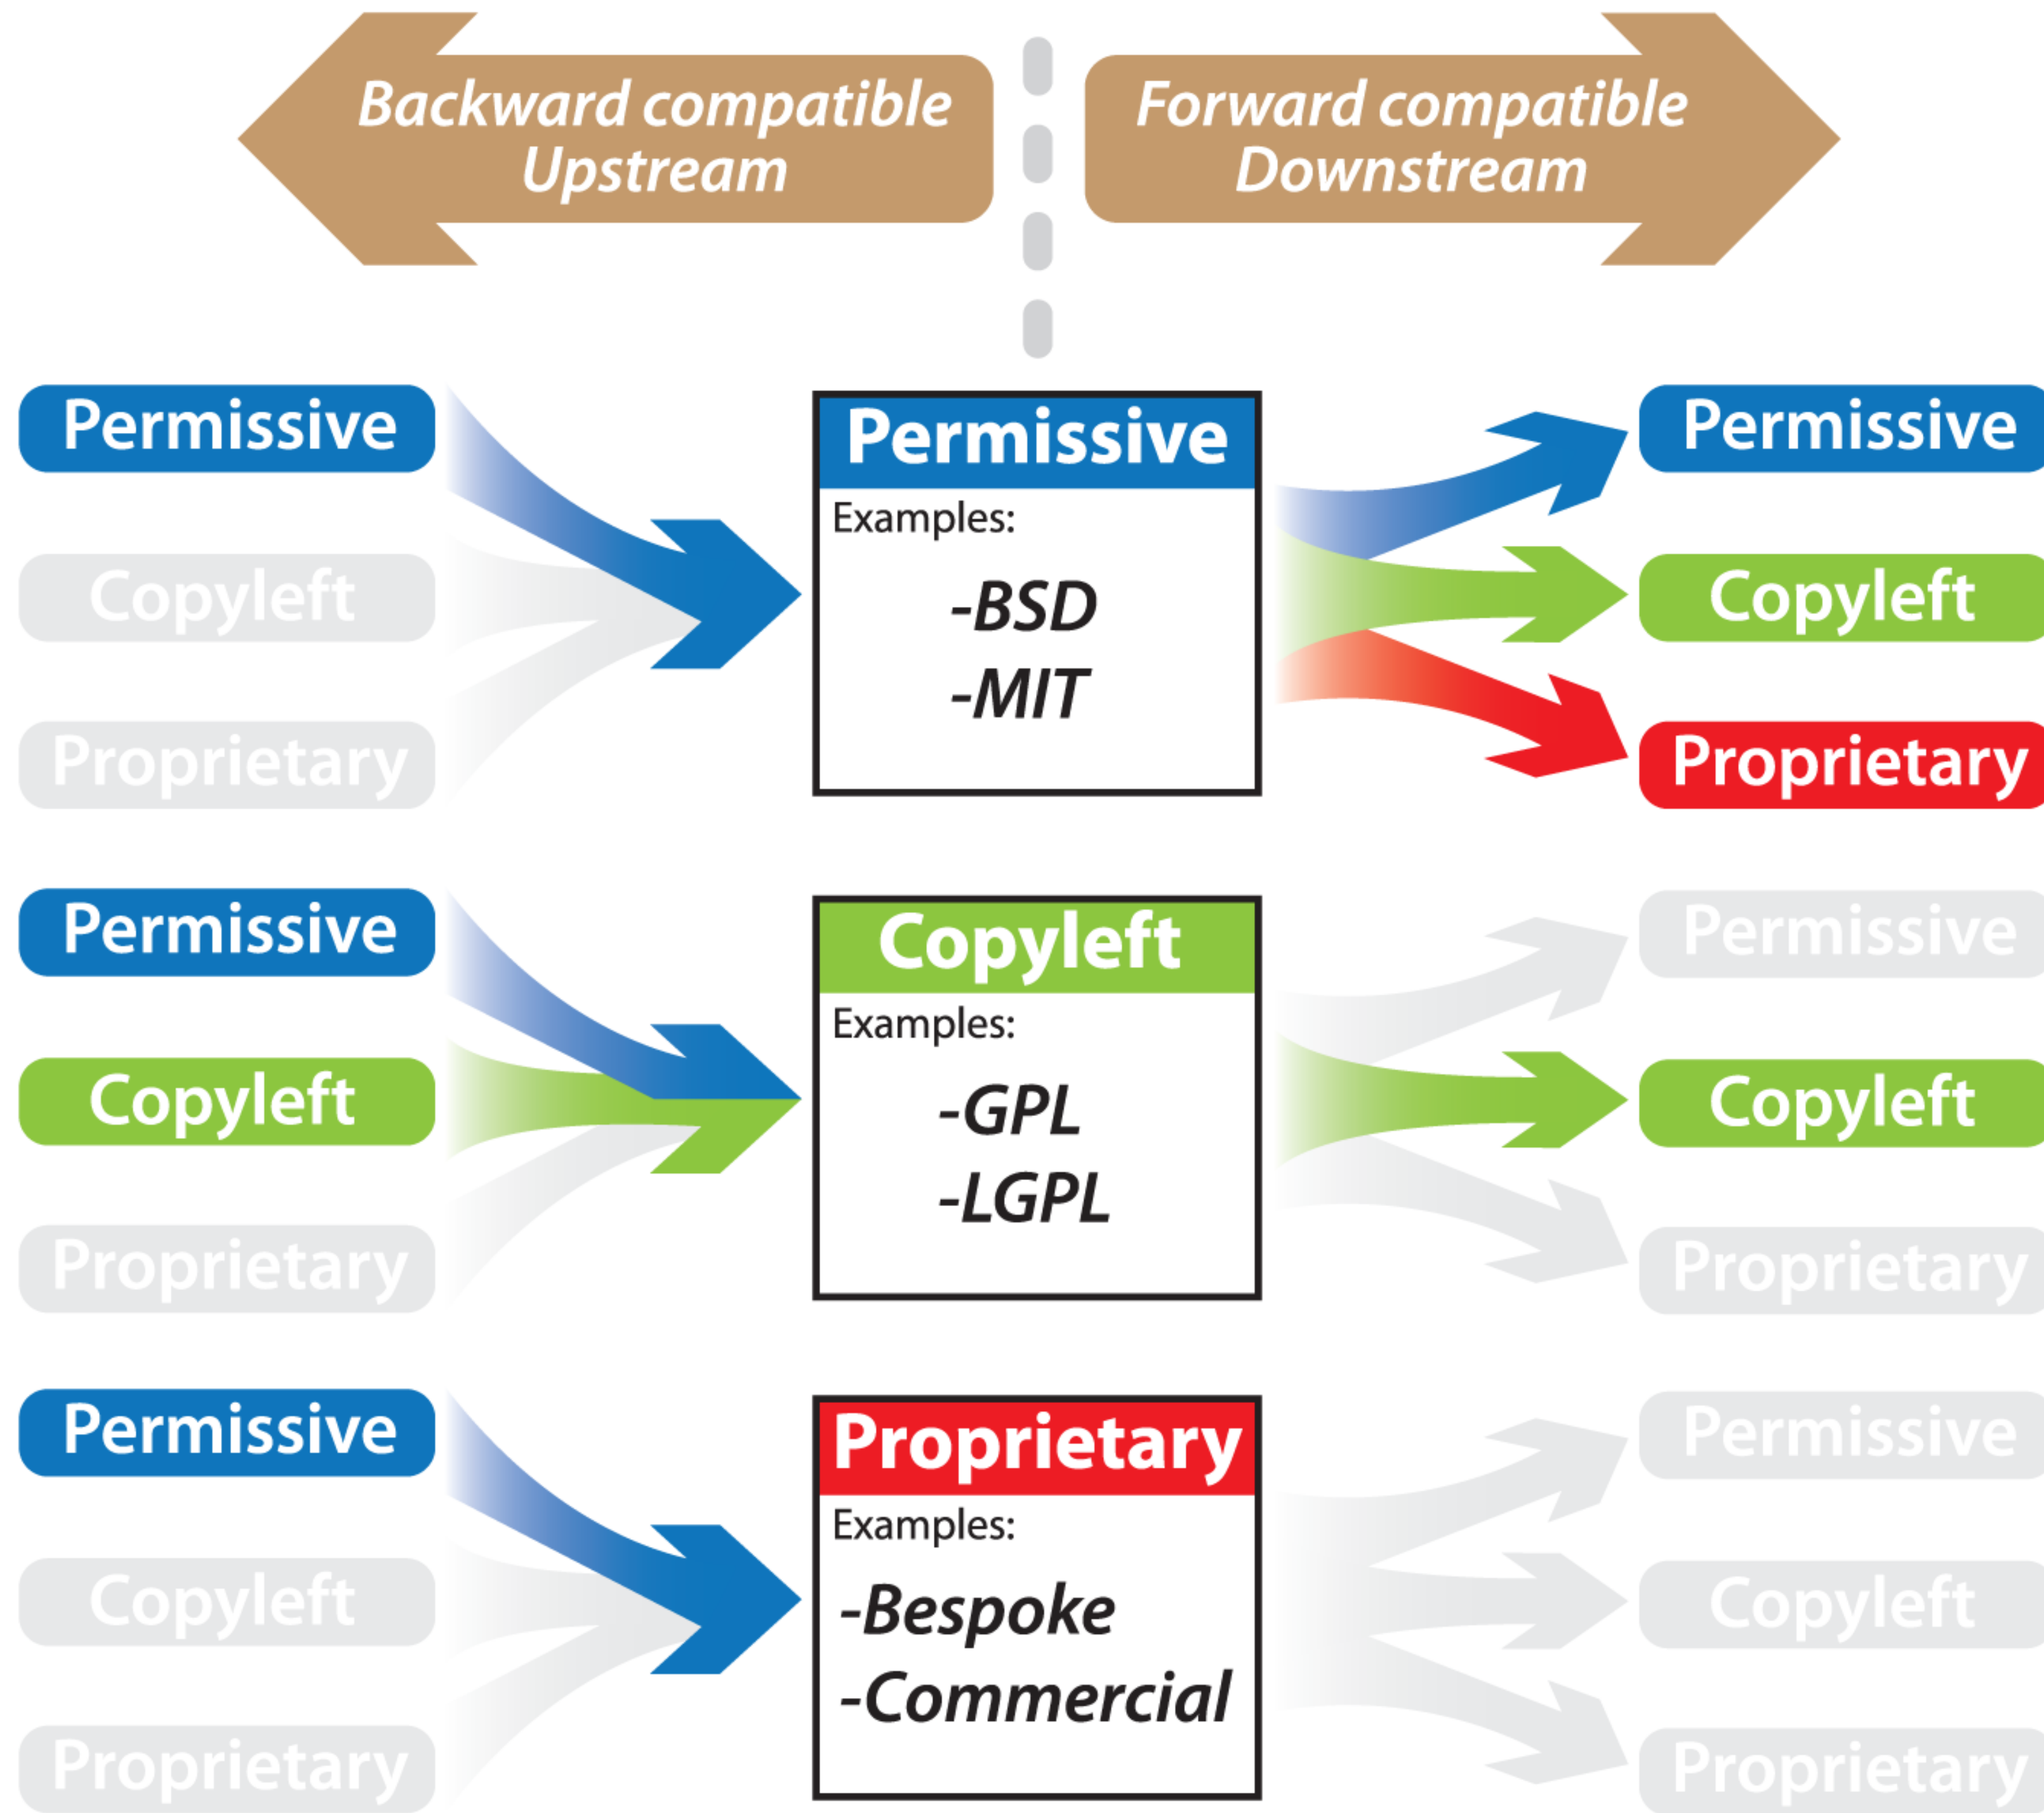 Backward compatible
Upstream
Forward compatible
Downstream
Permissive
Copyleft
Proprietary
Permissive
Examples:
-BSD
-MIT
Permissive
Copyleft
Proprietary
Permissive
Copyleft
Proprietary
Copyleft
Examples:
-GPL
-LGPL
Permissive
Copyleft
Proprietary
Permissive
Copyleft
Proprietary
Proprietary
Examples:
-Bespoke
-Commercial
Permissive
Copyleft
Proprietary